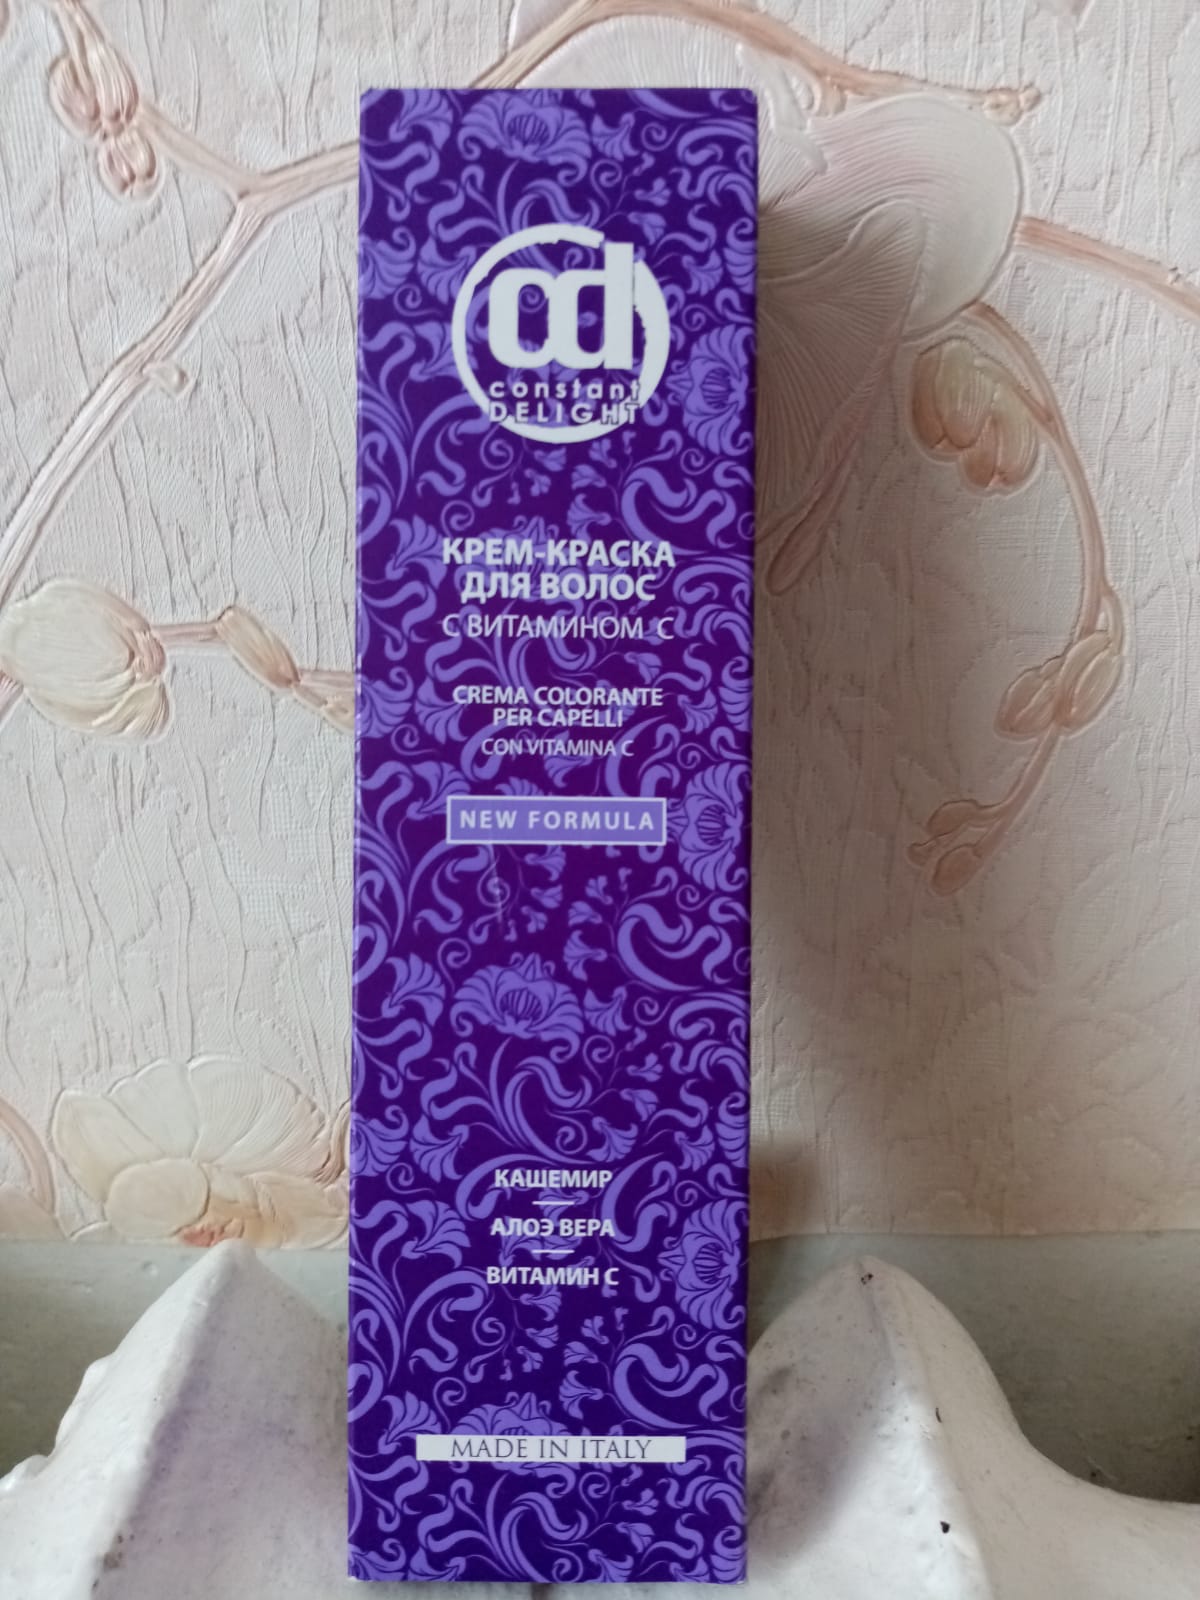 cd
constant
DELIGHT
КРЕМ-КРАСКА
ДЛЯ ВОЛОС
С ВИТАМИНОМ С
CREMA COLORANTE
PER CAPELLI
CON VITAMINA C
NEW FORMULA
КАШЕМИР
АЛОЭ ВЕРА
ВИТАМИН С
MADE IN ITALY